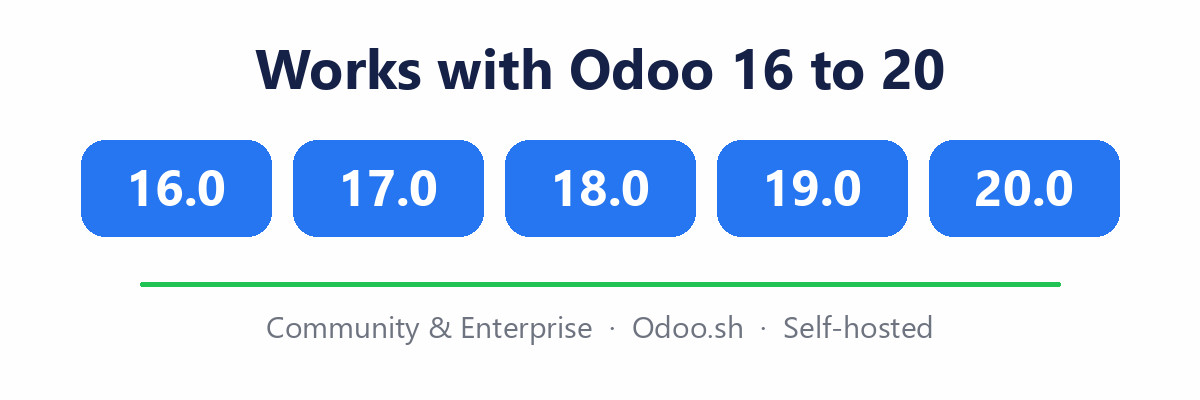 Works with Odoo 16 to 20
16.0 17.0 18.0 19.0 20.0
Community & Enterprise · Odoo.sh · Self-hosted